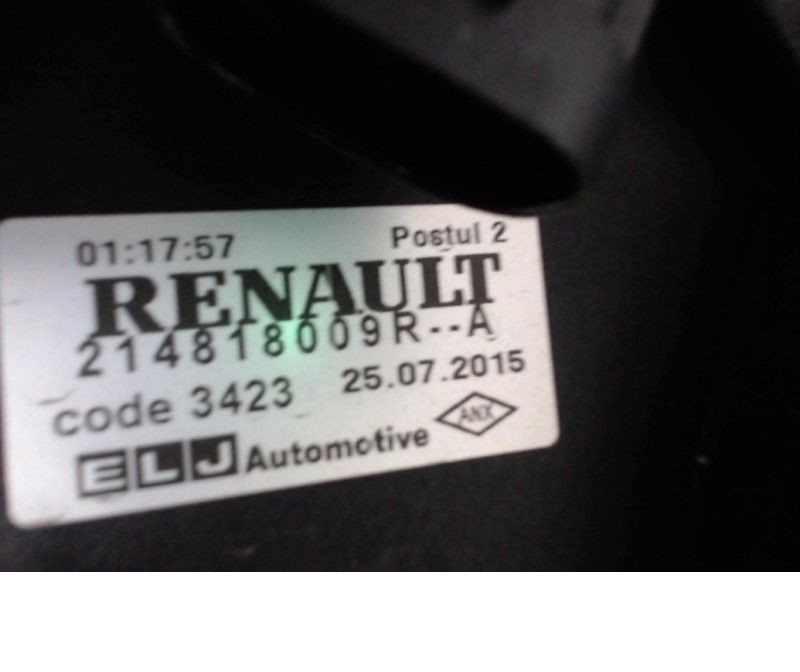 01:17:57 Postul 2
RENAULT
214818009R--A
code 3423 25.07.2015
ELJ Automotive ANX